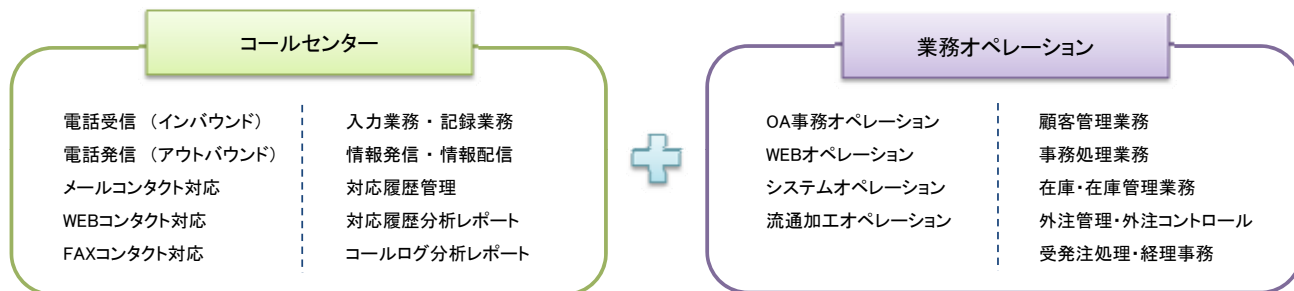 コールセンター
電話受信 （インバウンド）
電話発信 （アウトバウンド）
メールコンタクト対応
WEBコンタクト対応
FAXコンタクト対応
入力業務 ・ 記録業務
情報発信 ・ 情報配信
対応履歴管理
対応履歴分析レポート
コールログ分析レポート
業務オペレーション
OA事務オペレーション
WEBオペレーション
システムオペレーション
流通加工オペレーション
顧客管理業務
事務処理業務
在庫・在庫管理業務
外注管理・外注コントロール
受発注処理・経理事務